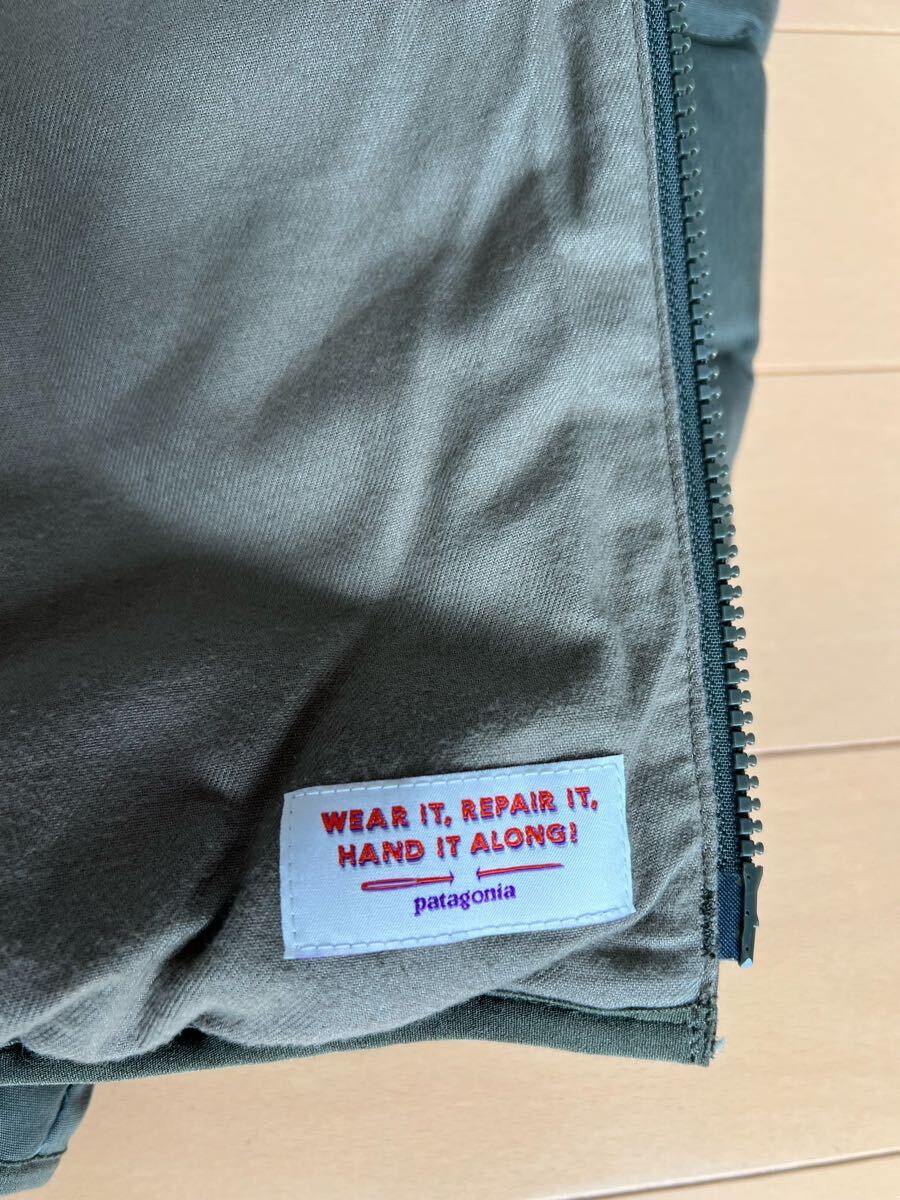 WEAR IT, REPAIR IT,
HAND IT ALONG!
patagonia